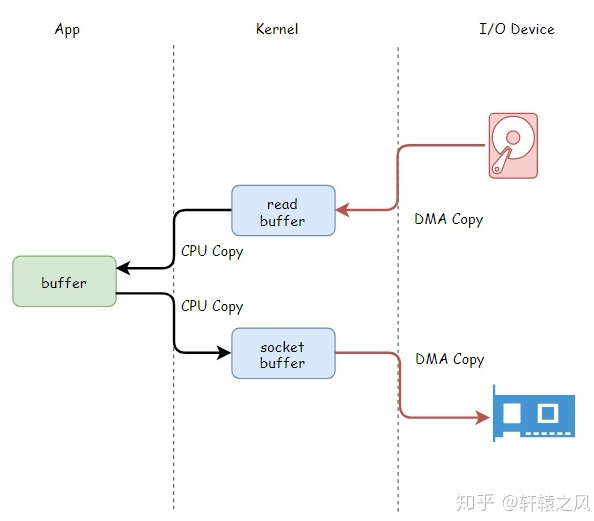 App
Kernel
I/O Device
read
buffer
DMA Copy
CPU Copy
buffer
CPU Copy
socket
buffer
DMA Copy
知乎 @轩辕之风